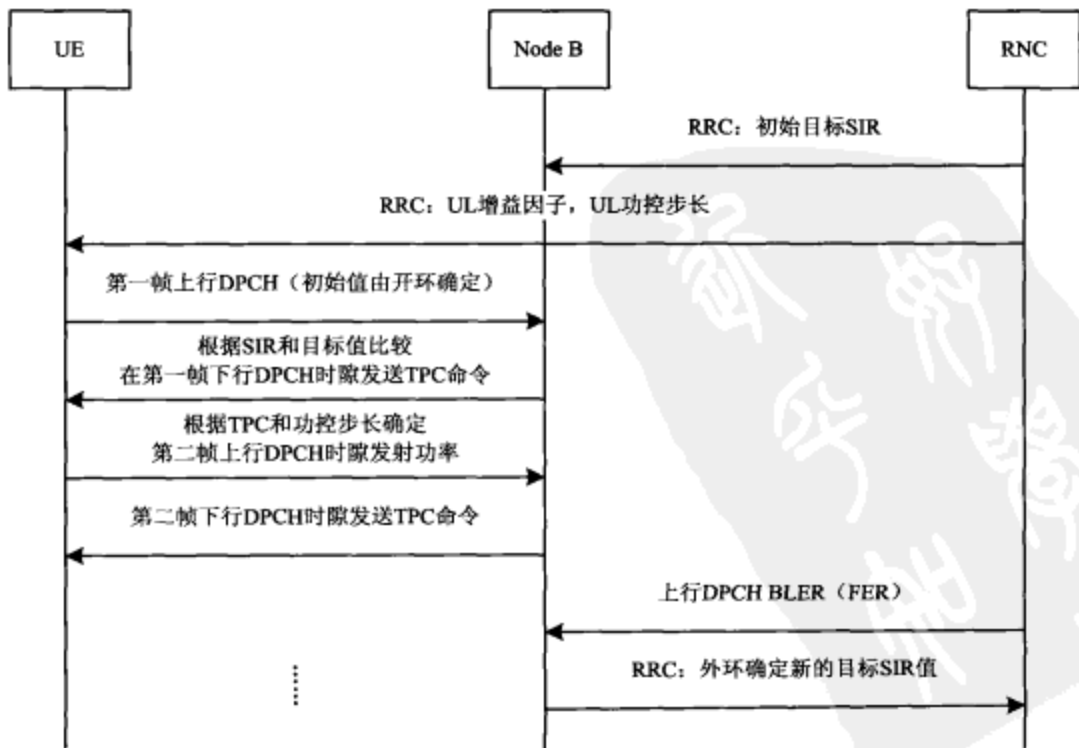 UE
Node B
RNC
RRC：初始目标SIR
RRC：UL增益因子，UL功控步长
第一帧上行DPCH（初始值由开环确定）
根据SIR和目标值比较
在第一帧下行DPCH时隙发送TPC命令
根据TPC和功控步长确定
第二帧上行DPCH时隙发射功率
第二帧下行DPCH时隙发送TPC命令
上行DPCH BLER（FER）
RRC：外环确定新的目标SIR值